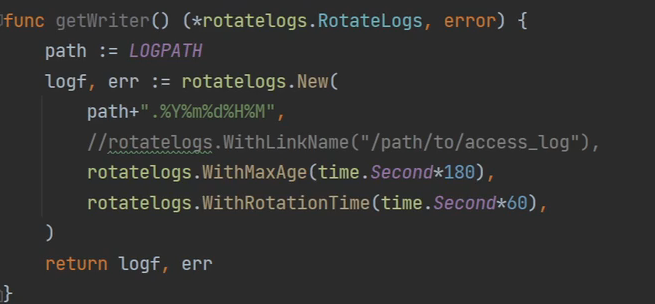 func getWriter() (*rotatelogs.RotateLogs, error) {
    path := LOGPATH
    logf, err := rotatelogs.New(
        path+".%Y%m%d%H%M",
        //rotatelogs.WithLinkName("/path/to/access_log"),
        rotatelogs.WithMaxAge(time.Second*180),
        rotatelogs.WithRotationTime(time.Second*60),
    )
    return logf, err
}